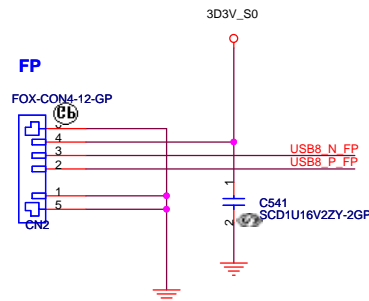 3D3V_S0
FP
FOX-CON4-12-GP
4
3
USB8_N_FP
2
USB8_P_FP
1
5
CN2
1
C541
SCD1U16V2ZY-2GP
2